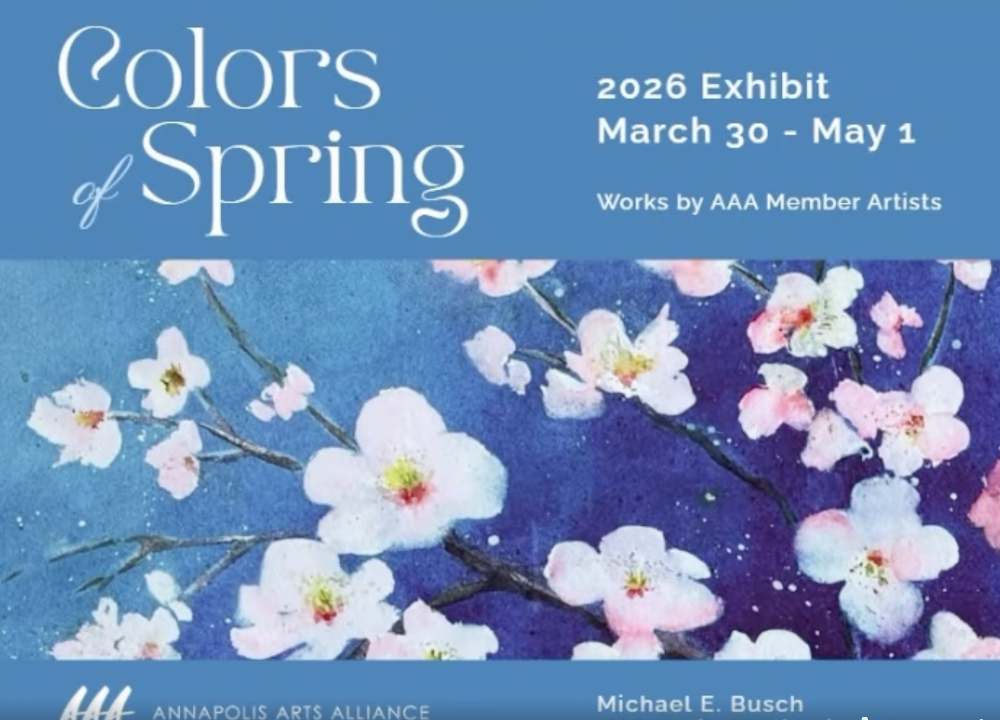 Colors
of Spring
2026 Exhibit
March 30 - May 1
Works by AAA Member Artists
ANNAPOLIS ARTS ALLIANCE
Michael E. Busch